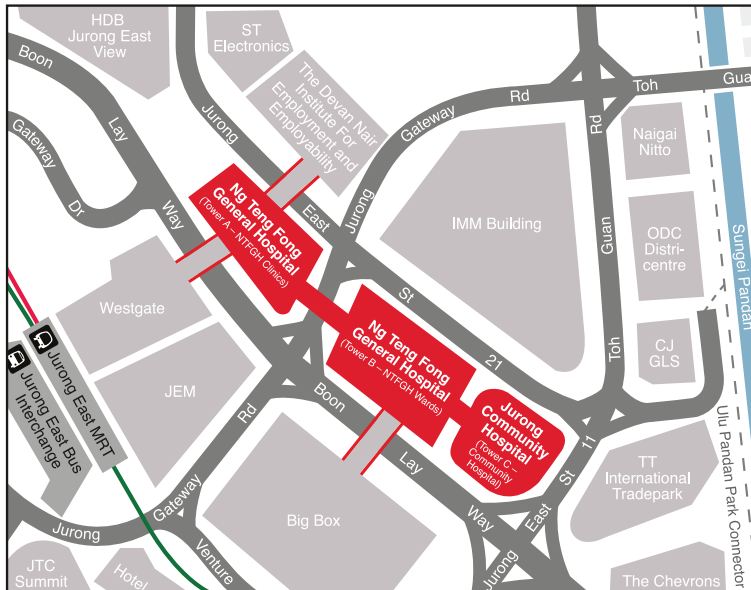 HDB
Jurong East
View
ST
Electronics
The Devan Nair
Institute For
Employment and
Employability
Boon
Lay
Way
Gateway
Dr
Jurong
East
St
21
Jurong
Gateway
Rd
Toh
Gua
Rd
Guan
Toh
Naigai
Nitto
ODC
Distri-
centre
CJ
GLS
Sungei Pandan
Ulu Pandan Park Connector
IMM Building
Ng Teng Fong
General Hospital
(Tower A – NTFGH Clinics)
Westgate
JEM
Jurong East MRT
Jurong East Bus
Interchange
Ng Teng Fong
General Hospital
(Tower B – NTFGH Wards)
Jurong
Community
Hospital
(Tower C –
Community
Hospital)
Boon
Lay
Way
Jurong
East
St
11
TT
International
Tradepark
The Chevrons
Big Box
Jurong
Gateway
Rd
Venture
JTC
Summit
Hotel